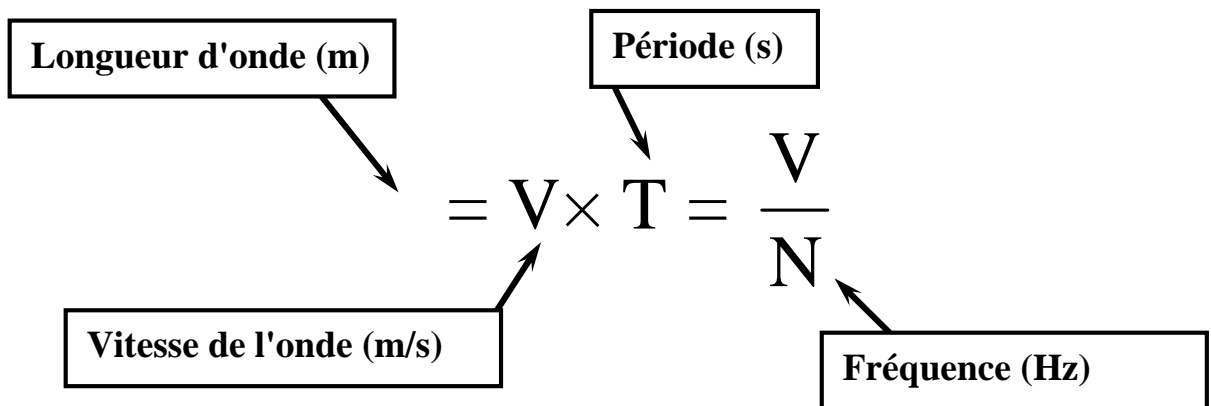 Longueur d'onde (m)
Période (s)
= V × T = V/N
Vitesse de l'onde (m/s)
Fréquence (Hz)